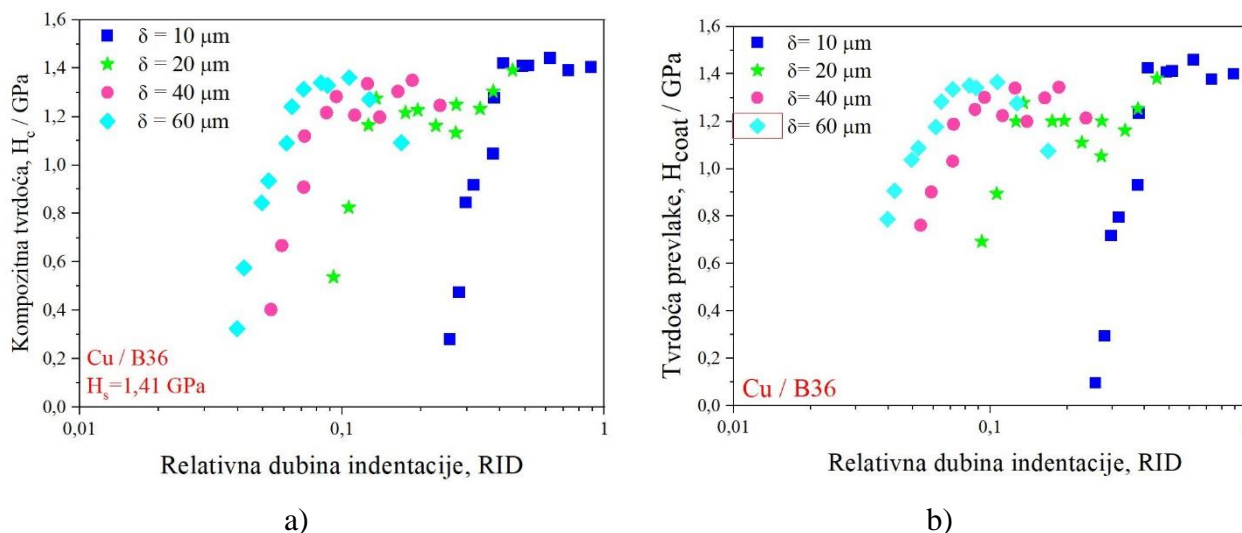 1,6
1,4
1,2
1,0
0,8
0,6
0,4
0,2
0,0
Kompozitna tvrdoća, H_c / GPa
δ = 10 μm
δ = 20 μm
δ = 40 μm
δ = 60 μm
Cu / B36
H_s=1,41 GPa
0,01
0,1
1
Relativna dubina indentacije, RID
a)
1,6
1,4
1,2
1,0
0,8
0,6
0,4
0,2
0,0
Tvrdoća prevlake, H_coat / GPa
δ= 10 μm
δ= 20 μm
δ= 40 μm
δ= 60 μm
Cu / B36
0,01
0,1
Relativna dubina indentacije, RID
b)